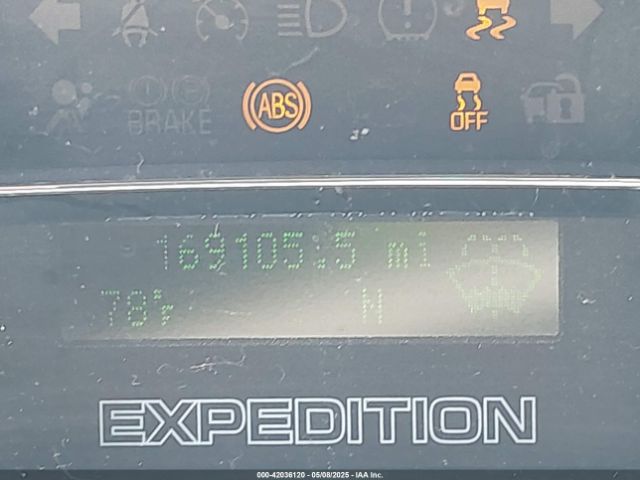 BRAKE
ABS
OFF
169105.5 mi
78°F N
EXPEDITION
000-42036120 - 05/08/2025 - IAA Inc.